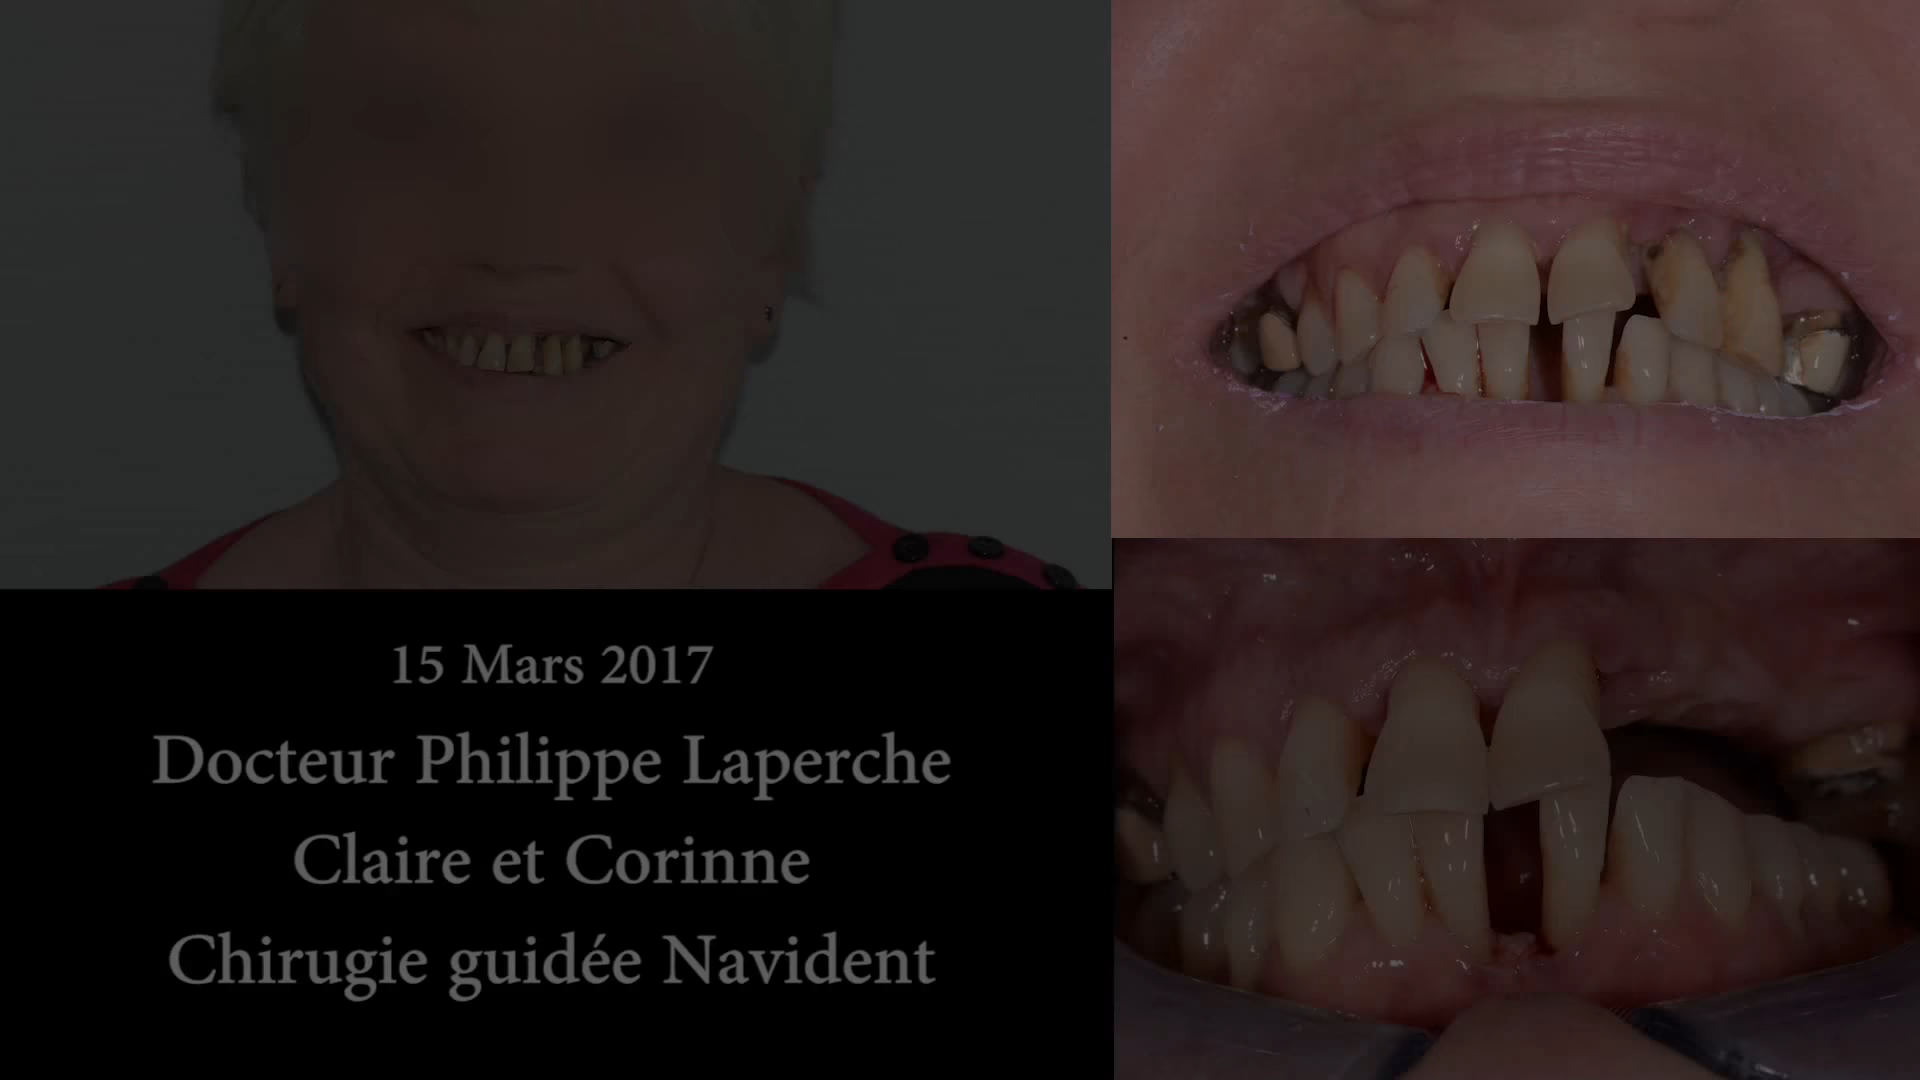 15 Mars 2017
Docteur Philippe Laperche
Claire et Corinne
Chirugie guidée Navident